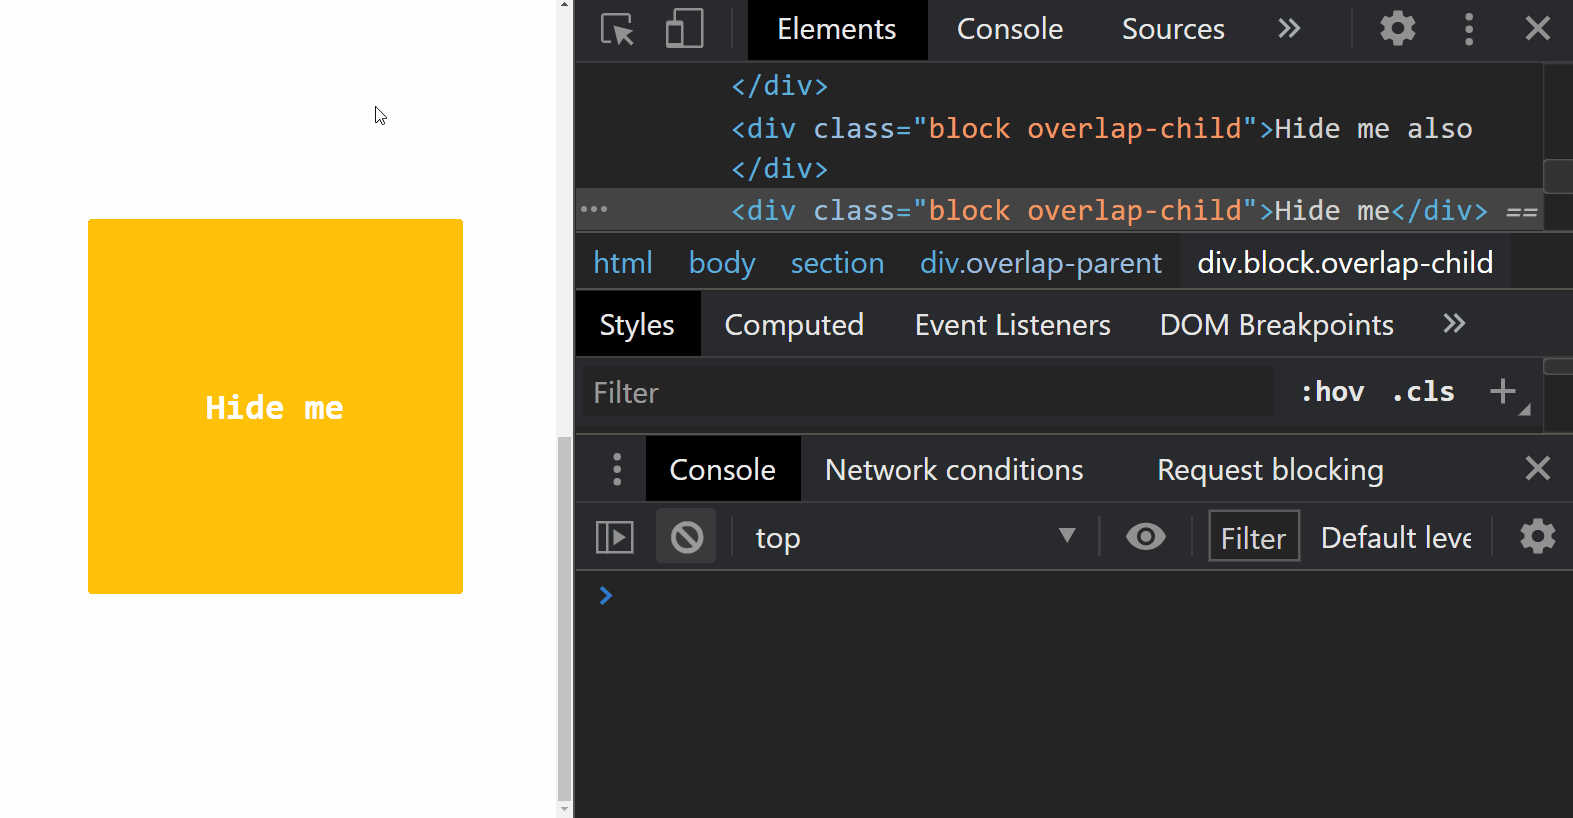 Hide me
Elements Console Sources
</div>
<div class="block overlap-child">Hide me also
</div>
<div class="block overlap-child">Hide me</div> ==
html body section div.overlap-parent div.block.overlap-child
Styles Computed Event Listeners DOM Breakpoints
Filter :hov .cls
Console Network conditions Request blocking
top Filter Default leve